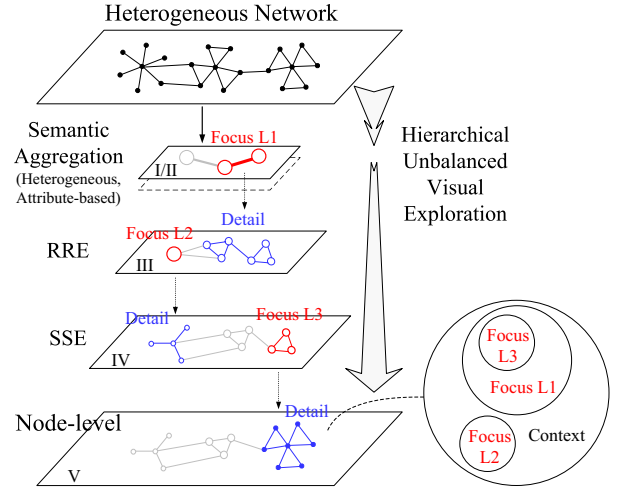 Heterogeneous Network
Semantic
Aggregation
(Heterogeneous,
Attribute-based)
Focus L1
I/II
Hierarchical
Unbalanced
Visual
Exploration
Detail
RRE
Focus L2
III
SSE
Detail
Focus L3
IV
Node-level
Detail
V
Focus
L3
Focus L1
Focus
L2
Context